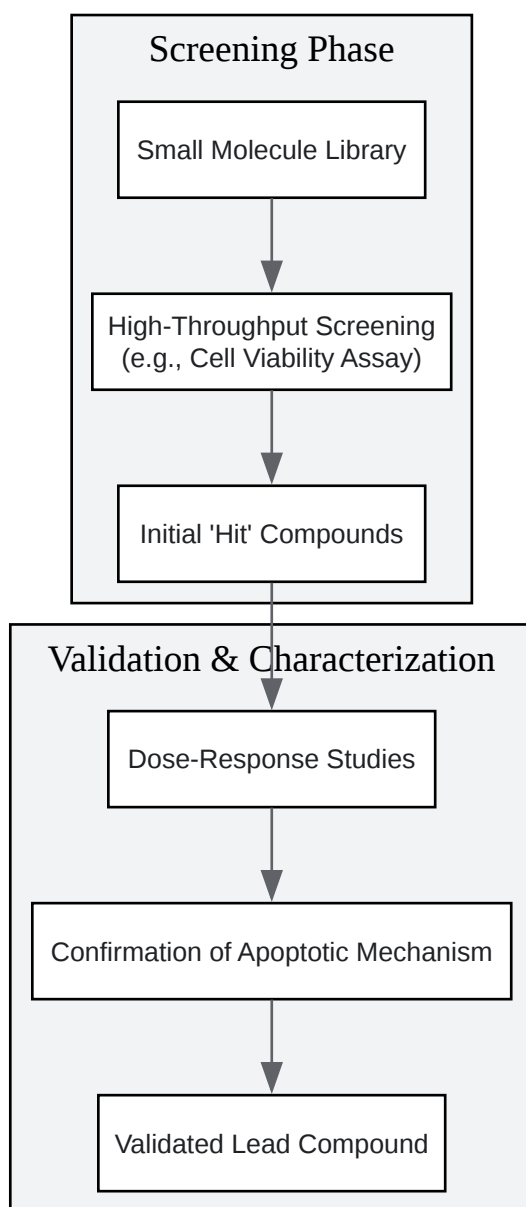 Screening Phase
Small Molecule Library
High-Throughput Screening
(e.g., Cell Viability Assay)
Initial 'Hit' Compounds
Validation & Characterization
Dose-Response Studies
Confirmation of Apoptotic Mechanism
Validated Lead Compound